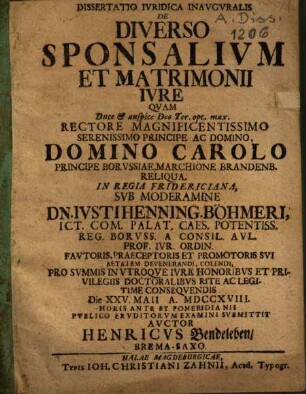 DISSERTATIO IVRIDICA INAVGVRALIS
DE
A. Diss.
1206
DIVERSO
SPONSALIVM
ET MATRIMONII
IVRE
QVAM
Duce & auspice Deo Ter. opt. max.
RECTORE MAGNIFICENTISSIMO
SERENISSIMO PRINCIPE AC DOMINO,
DOMINO CAROLO
PRINCIPE BORVSSIAE, MARCHIONE BRANDENB.
RELIQVA,
IN REGIA FRIDERICIANA,
SVB MODERAMINE
DN. IVSTI HENNING. BÖHMERI,
ICT. COM. PALAT. CAES. POTENTISS.
REG. BORVSS. A CONSIL. AVL.
PROF. IVR. ORDIN.
FAVTORIS, PRAECEPTORIS ET PROMOTORIS SVI
AETATEM DEVENERANDI, COLENDI,
PRO SVMMIS IN VTROQVE IVRE HONORIBVS ET PRI-
VILEGIIS DOCTORALIBVS RITE AC LEGI-
TIME CONSEQVENDIS
Die XXV. MAII A. MDCCXVIII.
HORIS ANTE ET POMERIDIANIS
PVBLICO ERVDITORVM EXAMINI SVBMITTIT
AVCTOR
HENRICVS Bendeleben/
BREMA-SAXO.
HALAE MAGDEBVRGICAE,
Typis IOH. CHRISTIANI ZAHNII, Acad. Typogr.